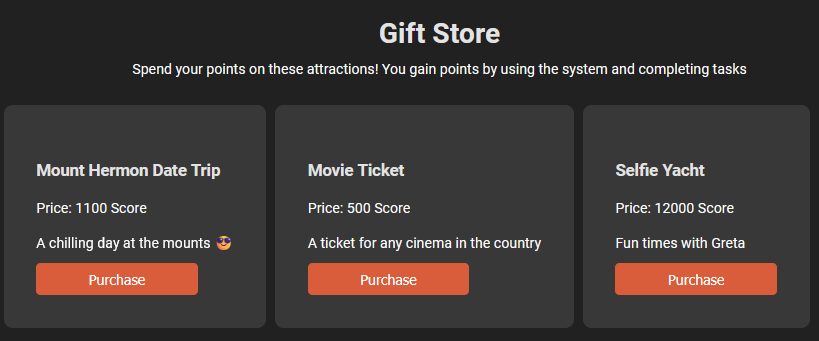 Gift Store
Spend your points on these attractions! You gain points by using the system and completing tasks
Mount Hermon Date Trip
Price: 1100 Score
A chilling day at the mounts 😎
Purchase
Movie Ticket
Price: 500 Score
A ticket for any cinema in the country
Purchase
Selfie Yacht
Price: 12000 Score
Fun times with Greta
Purchase